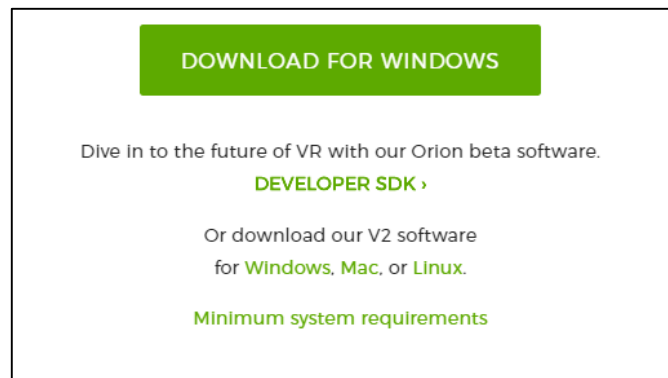 DOWNLOAD FOR WINDOWS
Dive in to the future of VR with our Orion beta software.
DEVELOPER SDK ›
Or download our V2 software
for Windows, Mac, or Linux.
Minimum system requirements